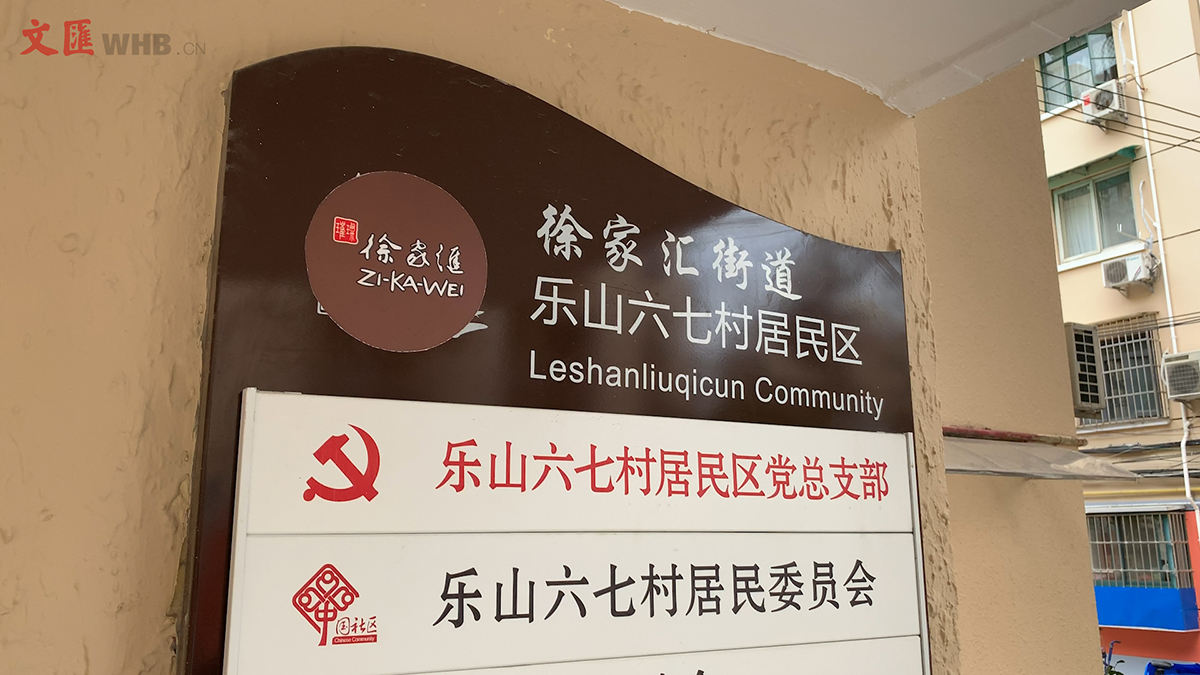 文匯 WHB.CN
徐家汇街道
徐家滙
ZI-KA-WEI
乐山六七村居民区
Leshanliuqicun Community
乐山六七村居民区党总支部
乐山六七村居民委员会
中国社区
Chinese Community